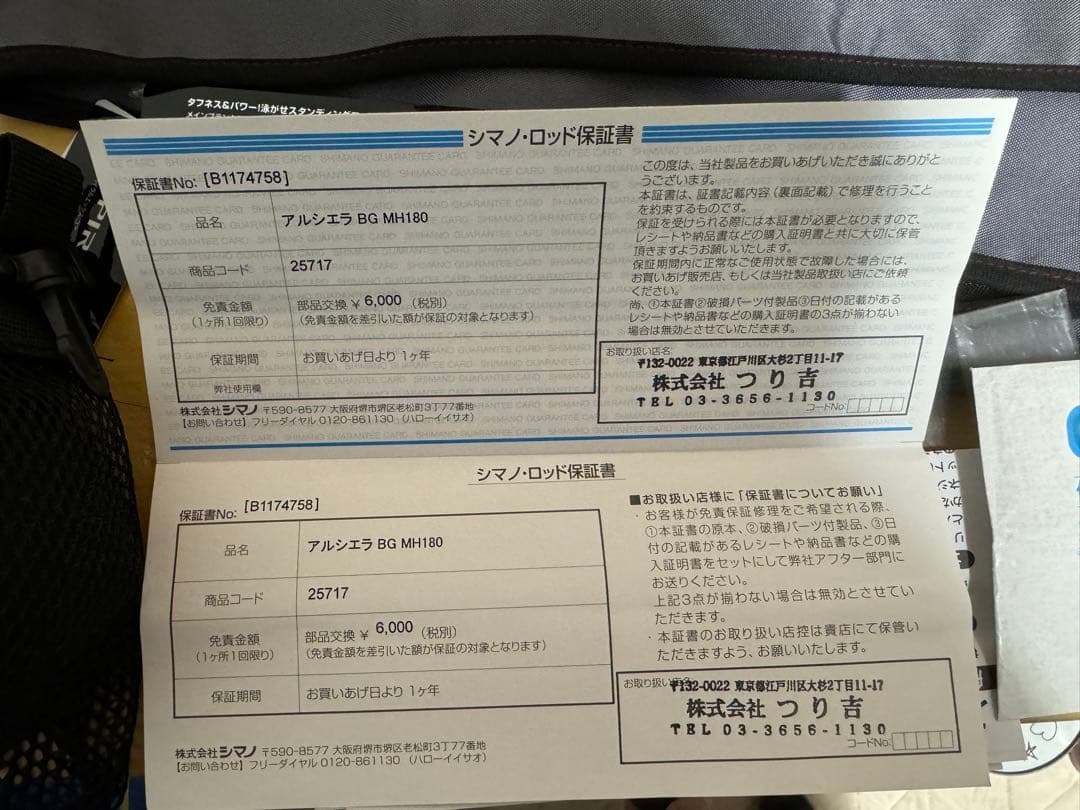 タフネス&パワー!泳がせスタンディング
シマノ・ロッド保証書
保証書No: [B1174758]
品名 アルシエラ BG MH180
商品コード 25717
免責金額 部品交換 ¥ 6,000 (税別)
(1ヶ所1回限り) (免責金額を差引いた額が保証の対象となります)
保証期間 お買いあげ日より 1ヶ年
弊社使用欄
株式会社シマノ 〒590-8577 大阪府堺市堺区老松町3丁77番地
【お問い合わせ】フリーダイヤル 0120-861130 (ハローイイサオ)
この度は、当社製品をお買いあげいただき誠にありがと
うございます。
本証書は、証書記載内容(裏面記載)で修理を行うこと
を約束するものです。
保証を受けられる際には本証書が必要となりますので、
レシートや納品書などの購入証明書と共に大切に保管
頂きますようお願いいたします。
保証期間内に正常なご使用状態で故障した場合には、
お買いあげ販売店、もしくは当社製品取扱い店にご依頼
ください。
尚、①本証書②破損パーツ付製品③日付の記載がある
レシートや納品書などの購入証明書の3点が揃わない
場合は無効とさせていただきます。
お取り扱い店名
〒132-0022 東京都江戸川区大杉2丁目11-17
株式会社 つり吉
TEL 03-3656-1130
コードNo.
シマノ・ロッド保証書
保証書No: [B1174758]
品名 アルシエラ BG MH180
商品コード 25717
免責金額 部品交換 ¥ 6,000 (税別)
(1ヶ所1回限り) (免責金額を差引いた額が保証の対象となります)
保証期間 お買いあげ日より 1ヶ年
株式会社シマノ 〒590-8577 大阪府堺市堺区老松町3丁77番地
【お問い合わせ】フリーダイヤル 0120-861130 (ハローイイサオ)
■お取扱い店様に「保証書についてお願い」
・お客様が免責保証修理をご希望される際、
①本証書の原本、②破損パーツ付製品、③日
付の記載があるレシートや納品書などの購
入証明書をセットにして弊社アフター部門に
お送りください。
上記3点が揃わない場合は無効とさせてい
ただきます。
・本証書のお取り扱い店控は貴店にて保管い
ただきますよう、お願いいたします。
お取り扱い店名
〒132-0022 東京都江戸川区大杉2丁目11-17
株式会社 つり吉
TEL 03-3656-1130
コードNo.